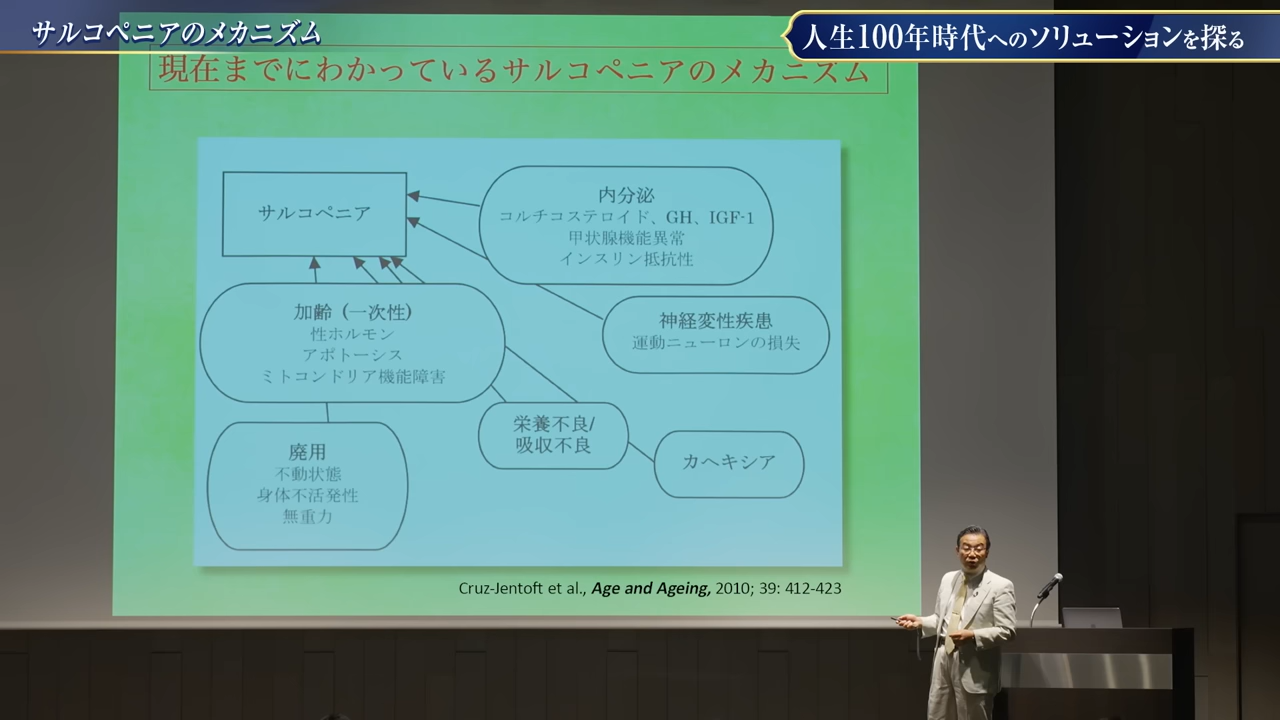 サルコペニアのメカニズム
人生100年時代へのソリューションを探る
現在までにわかっているサルコペニアのメカニズム
サルコペニア
内分泌
コルチコステロイド、GH、IGF-1
甲状腺機能異常
インスリン抵抗性
加齢（一次性）
性ホルモン
アポトーシス
ミトコンドリア機能障害
神経変性疾患
運動ニューロンの損失
栄養不良/
吸収不良
カヘキシア
廃用
不動状態
身体不活発性
無重力
Cruz-Jentoft et al., Age and Ageing, 2010; 39: 412-423